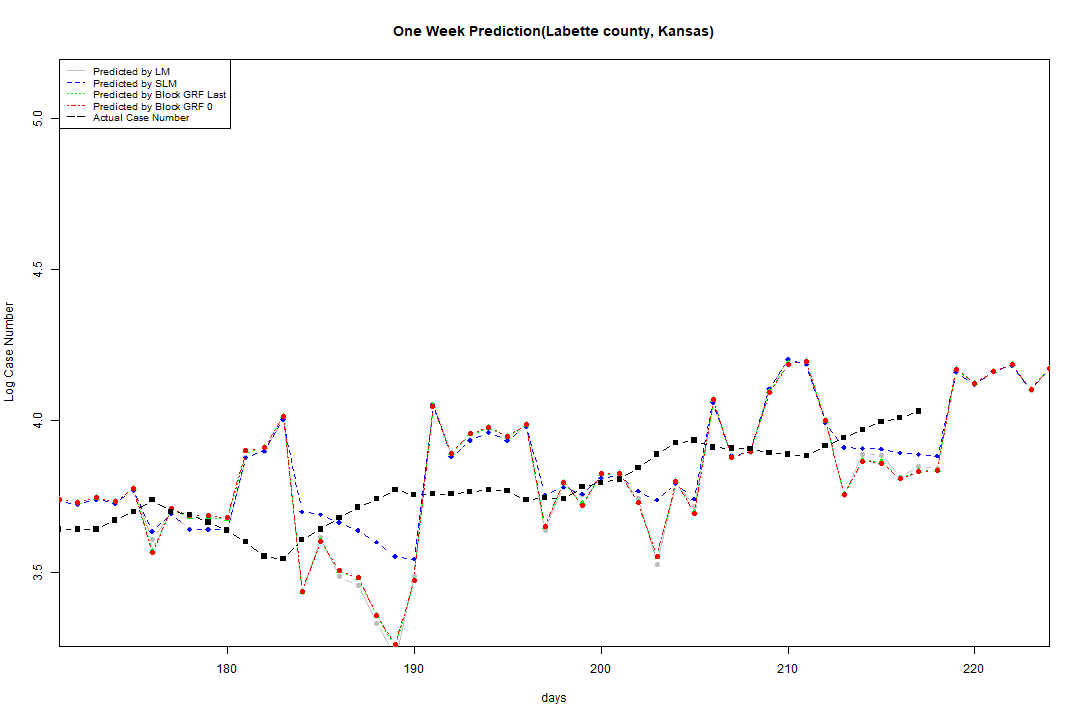 One Week Prediction(Labette county, Kansas)
Predicted by LM
Predicted by SLM
Predicted by Block GRF Last
Predicted by Block GRF 0
Actual Case Number
5.0
4.5
4.0
3.5
Log Case Number
180 190 200 210 220
days